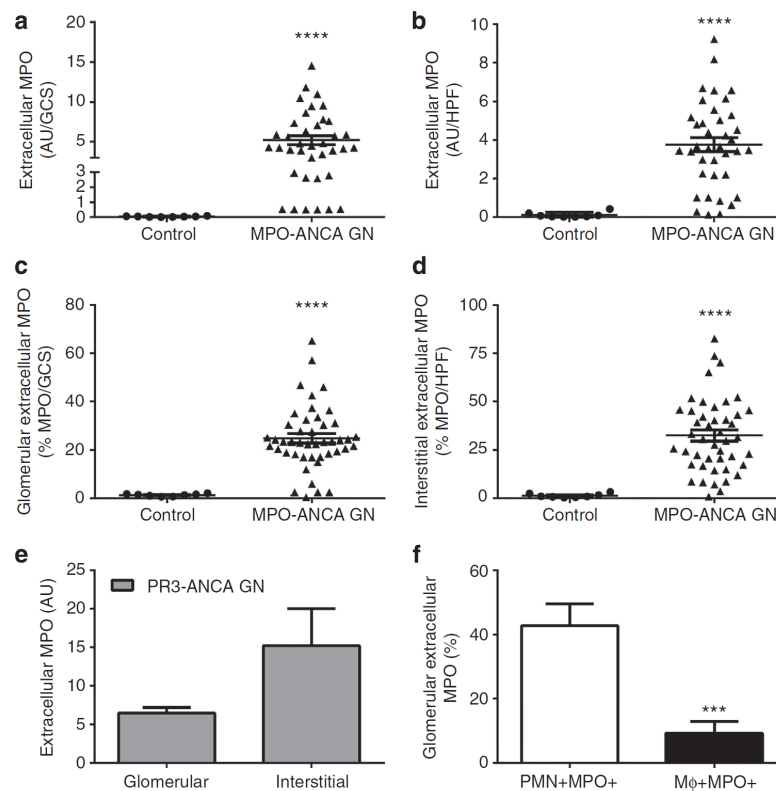 a
Extracellular MPO
(AU/GCS)
20
15
10
5
3
2
1
0
****
Control
MPO-ANCA GN
b
Extracellular MPO
(AU/HPF)
10
8
6
4
2
0
****
Control
MPO-ANCA GN
c
Glomerular extracellular MPO
(% MPO/GCS)
80
60
40
20
0
****
Control
MPO-ANCA GN
d
Interstitial extracellular MPO
(% MPO/HPF)
100
75
50
25
0
****
Control
MPO-ANCA GN
e
Extracellular MPO (AU)
25
20
15
10
5
0
PR3-ANCA GN
Glomerular
Interstitial
f
Glomerular extracellular
MPO (%)
60
40
20
0
***
PMN+MPO+
Mϕ+MPO+